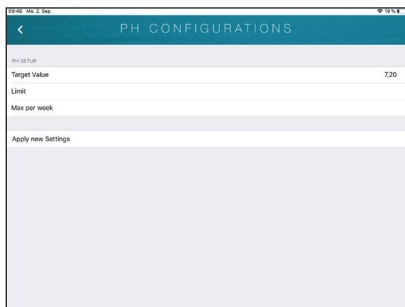 09:46 Mo. 2. Sep.
19 %
PH CONFIGURATIONS
PH SETUP
Target Value
7,20
Limit
Max per week
Apply new Settings